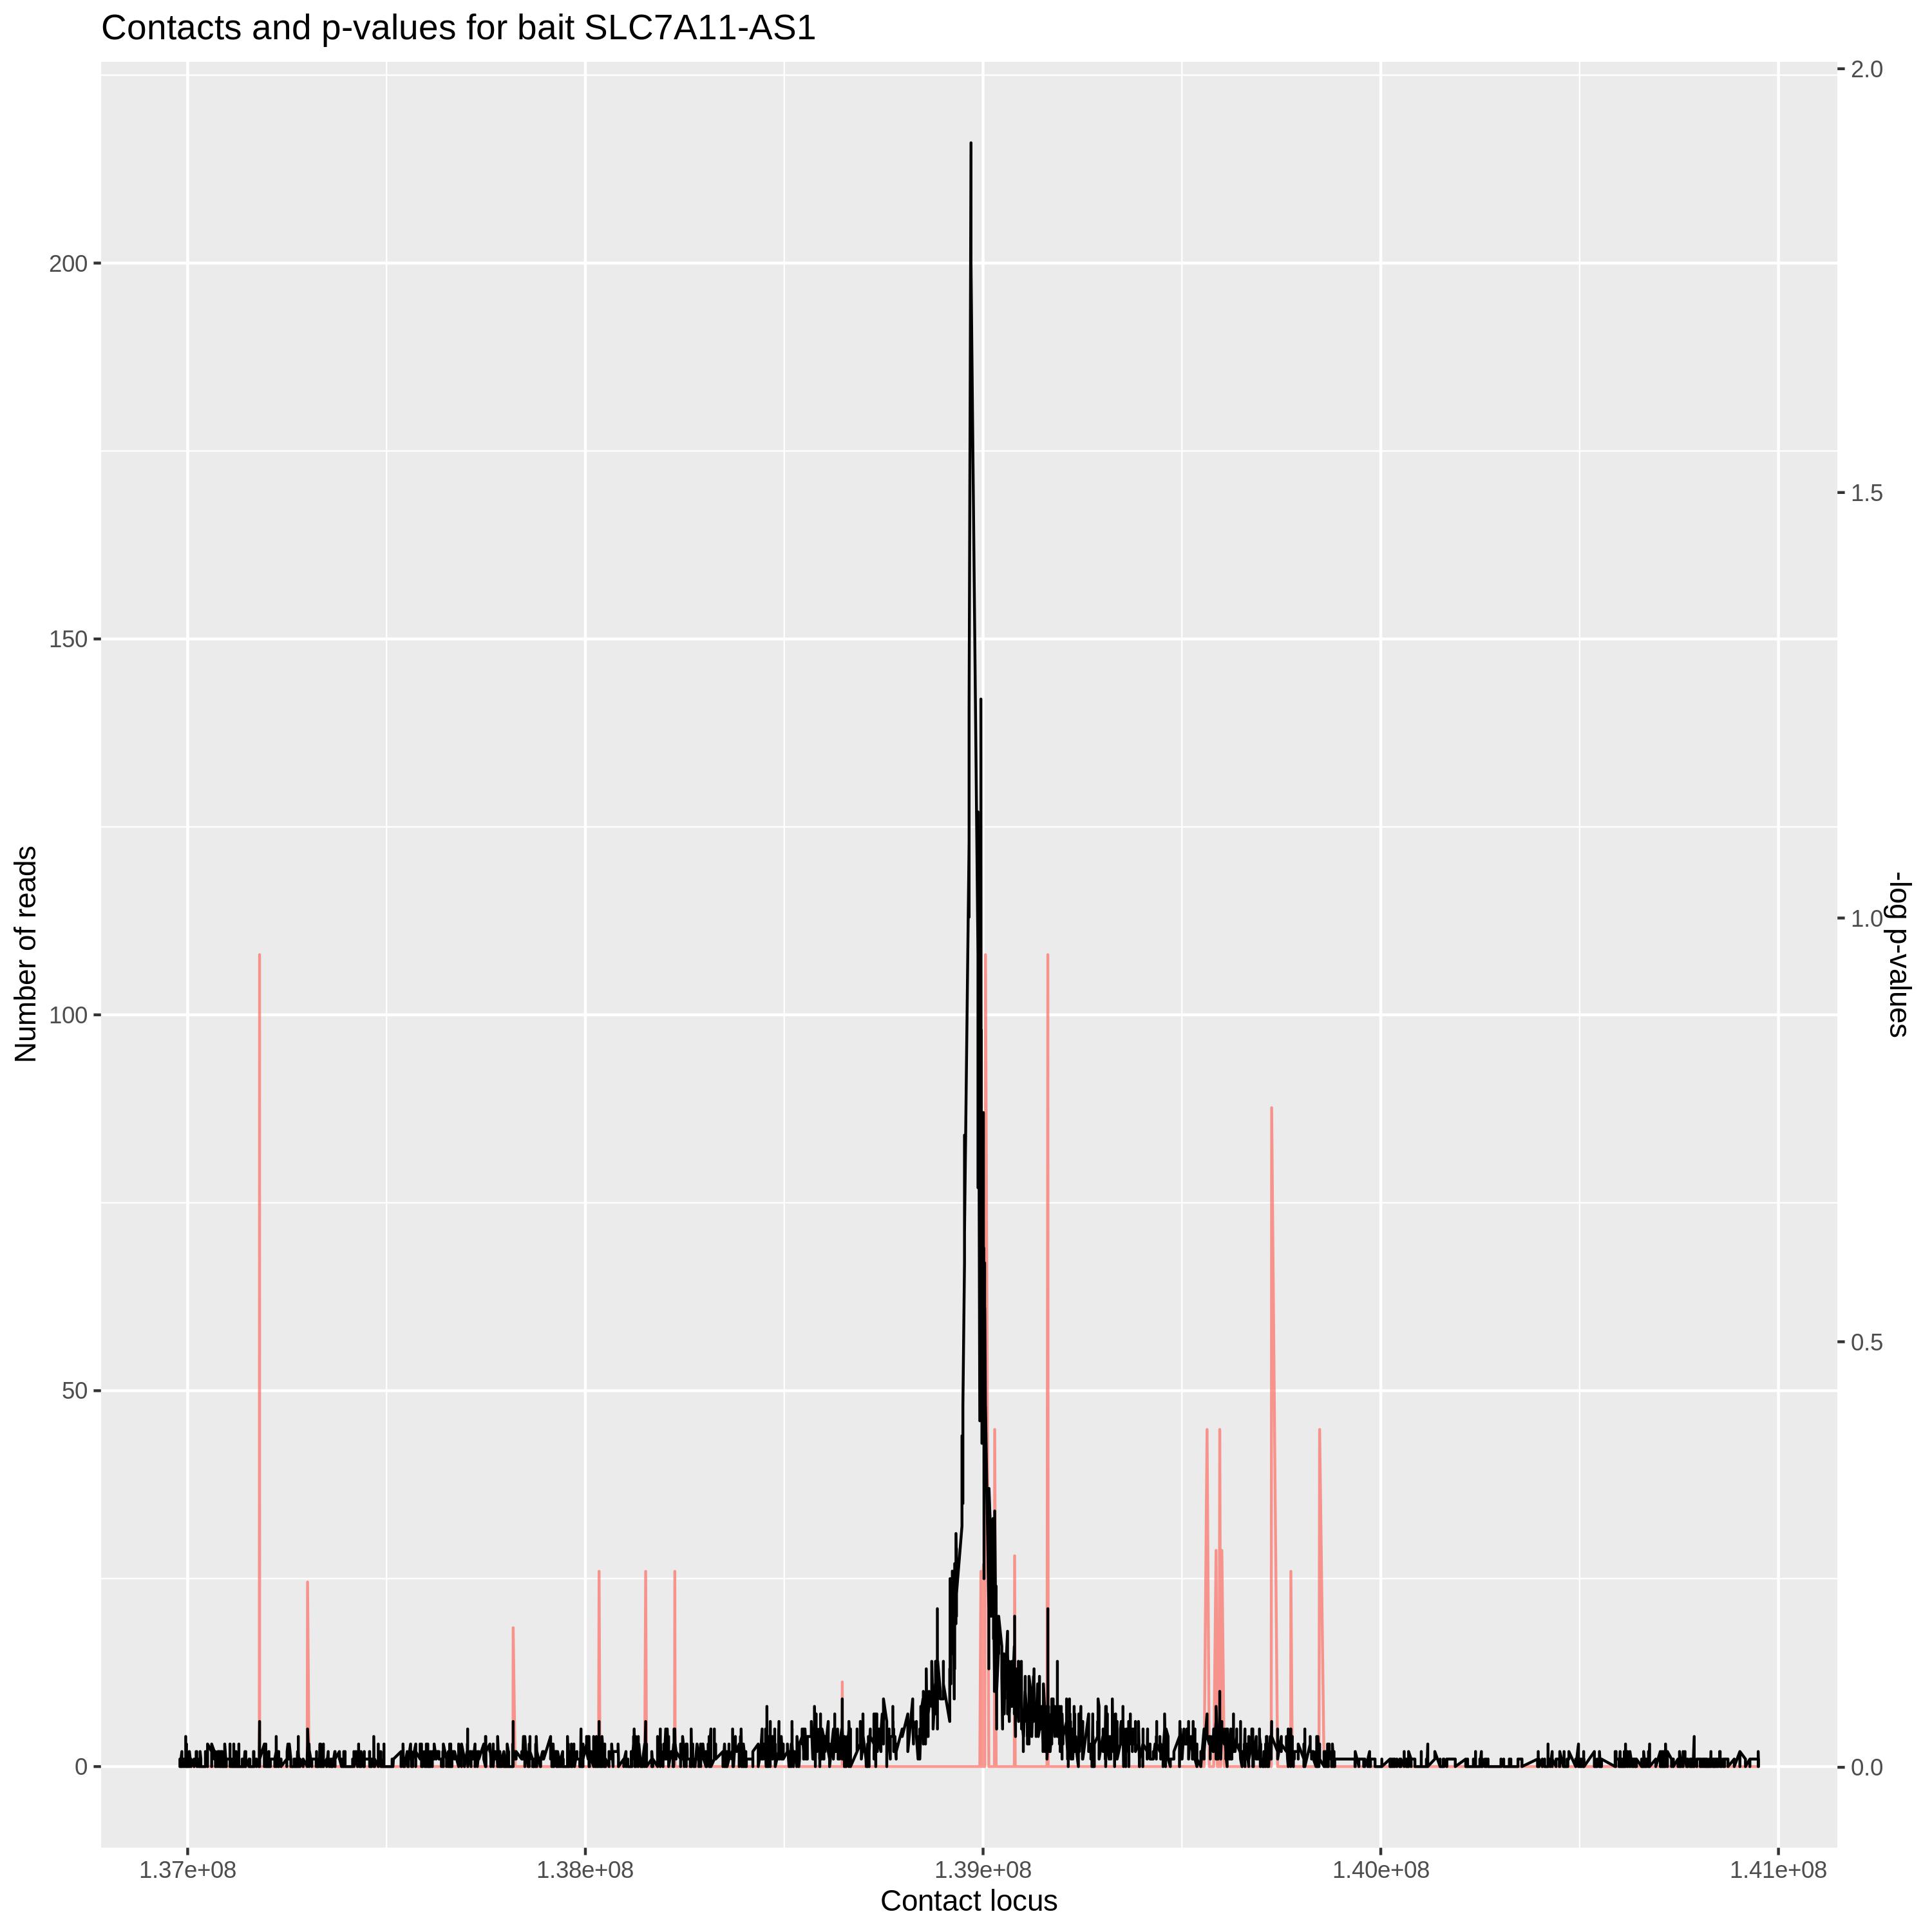 Contacts and p-values for bait SLC7A11-AS1
Number of reads
200
150
100
50
0
2.0
1.5
1.0
0.5
0.0
-log p-values
1.37e+08 1.38e+08 1.39e+08 1.40e+08 1.41e+08
Contact locus